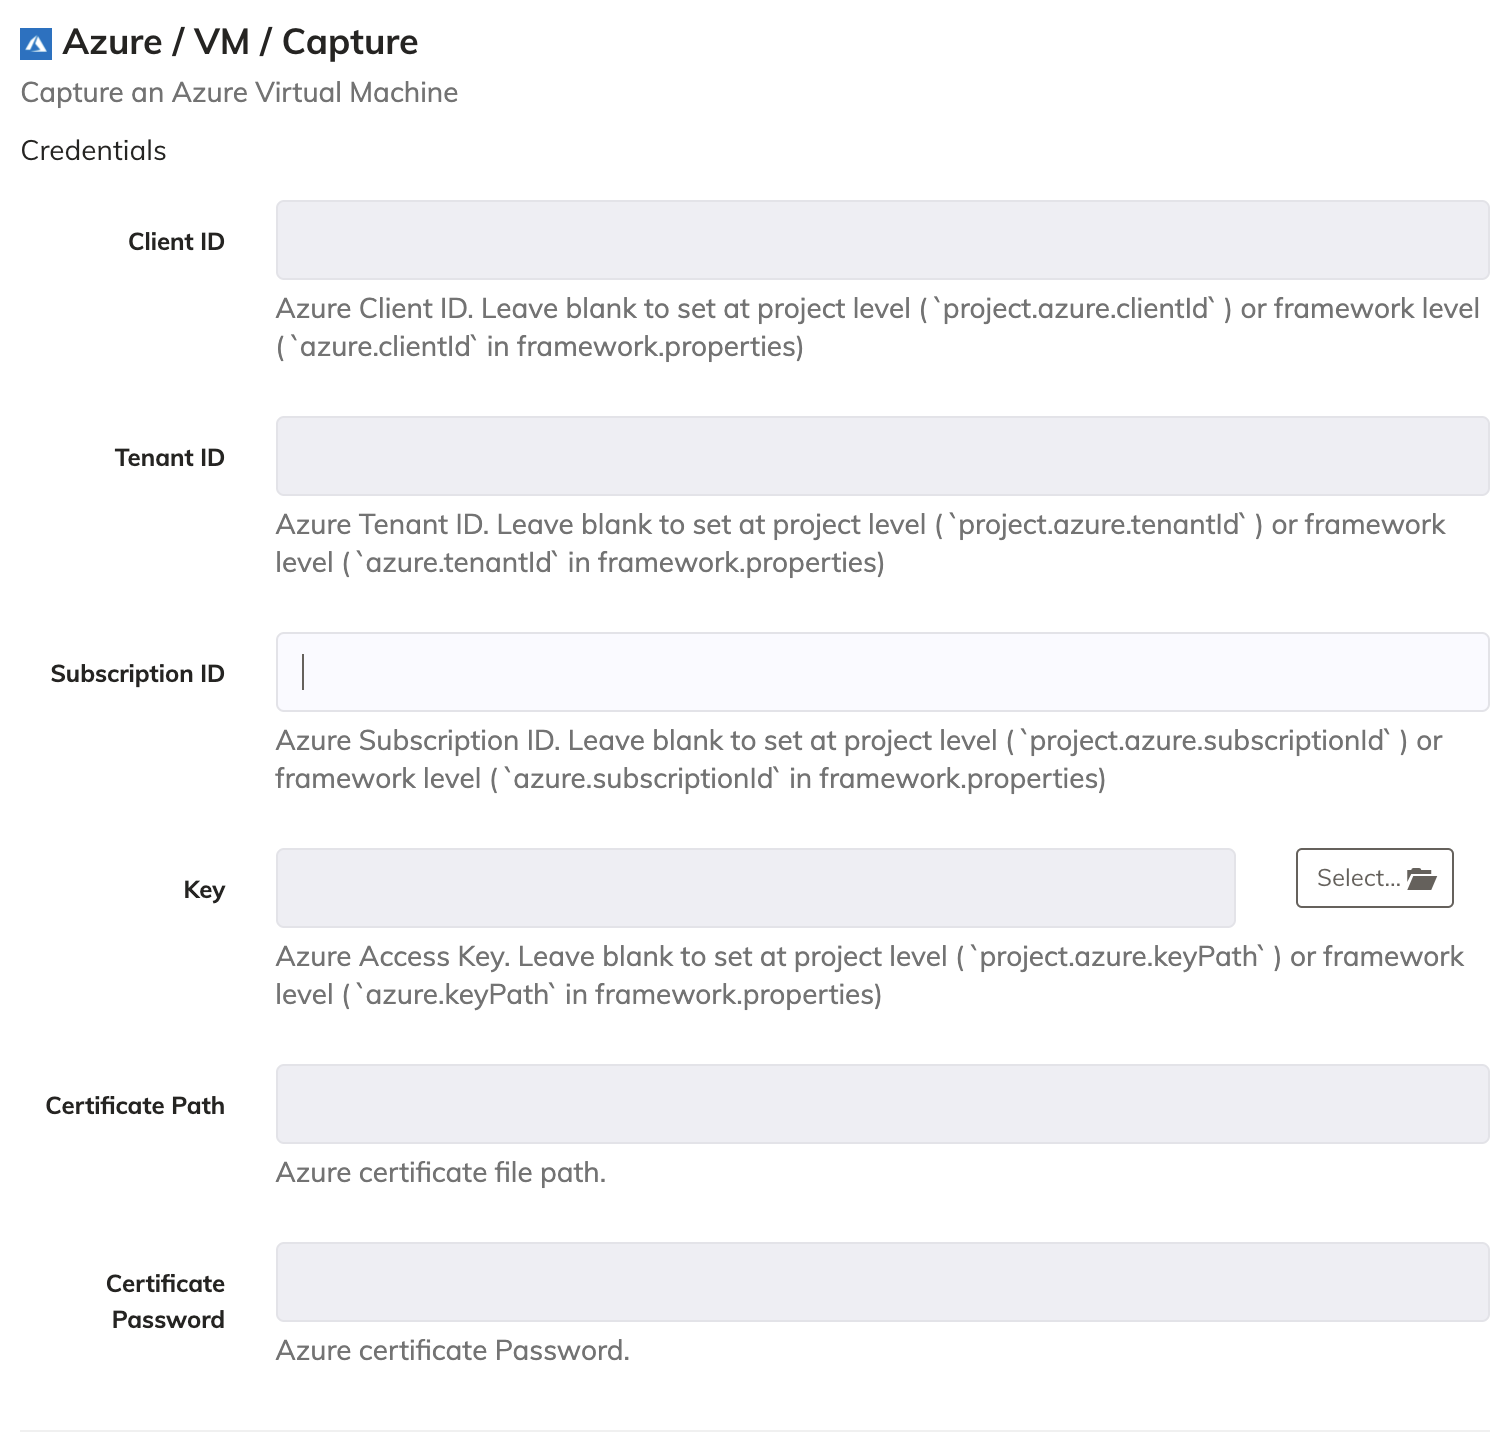 Azure / VM / Capture
Capture an Azure Virtual Machine
Credentials
Client ID
Azure Client ID. Leave blank to set at project level (`project.azure.clientId` ) or framework level
(`azure.clientId` in framework.properties)
Tenant ID
Azure Tenant ID. Leave blank to set at project level (`project.azure.tenantId` ) or framework
level (`azure.tenantId` in framework.properties)
Subscription ID
Azure Subscription ID. Leave blank to set at project level (`project.azure.subscriptionId` ) or
framework level (`azure.subscriptionId` in framework.properties)
Key
Select...
Azure Access Key. Leave blank to set at project level (`project.azure.keyPath` ) or framework
level (`azure.keyPath` in framework.properties)
Certificate Path
Azure certificate file path.
Certificate
Password
Azure certificate Password.